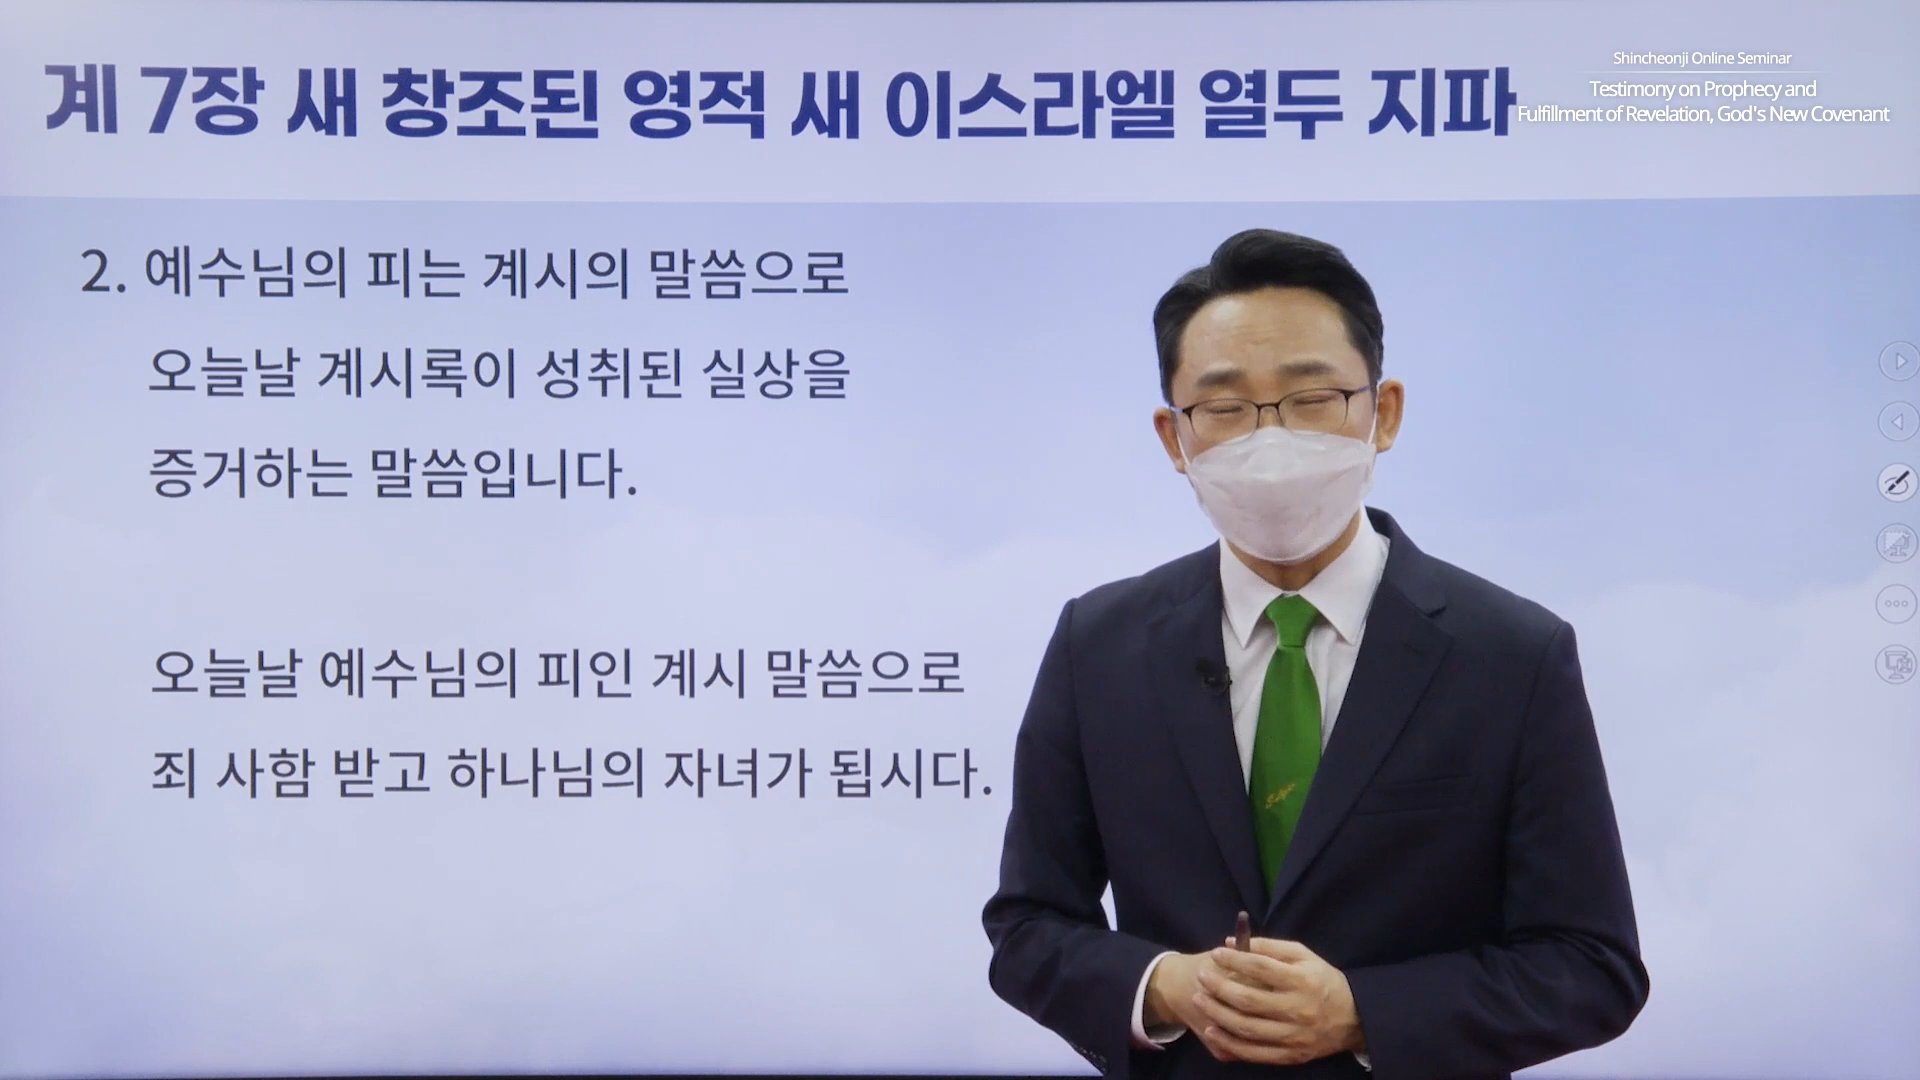 계 7장 새 창조된 영적 새 이스라엘 열두 지파
Shincheonji Online Seminar
Testimony on Prophecy and
Fulfillment of Revelation, God's New Covenant
2. 예수님의 피는 계시의 말씀으로
오늘날 계시록이 성취된 실상을
증거하는 말씀입니다.
오늘날 예수님의 피인 계시 말씀으로
죄 사함 받고 하나님의 자녀가 됩시다.